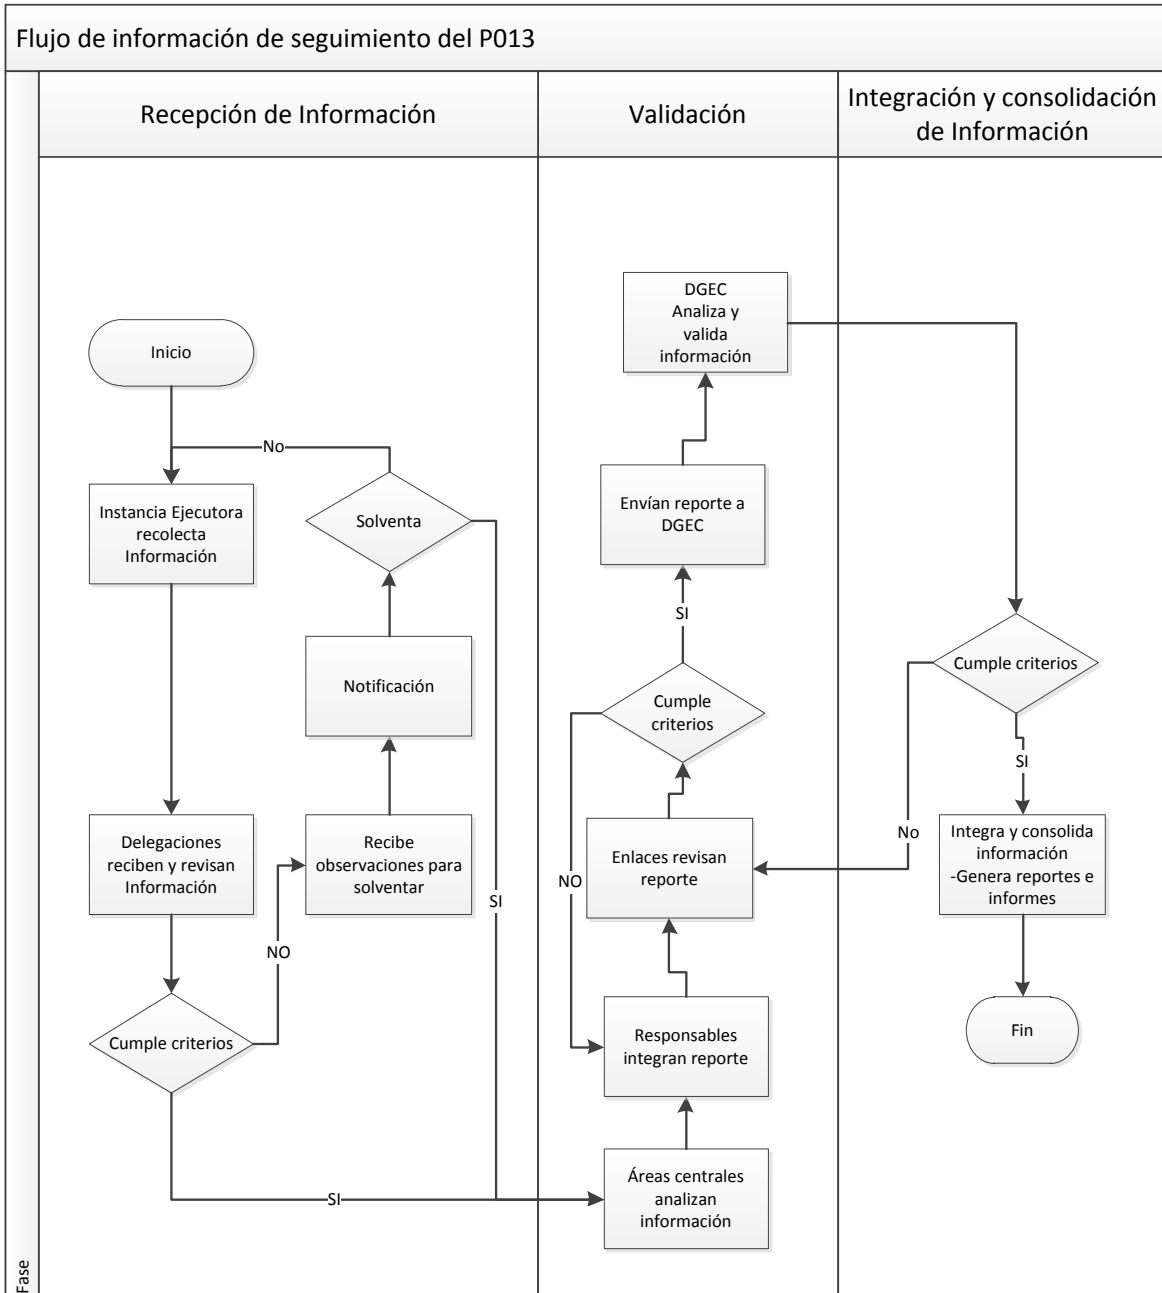 Flujo de información de seguimiento del P013
Fase
Recepción de Información
Validación
Integración y consolidación
de Información
Inicio
No
Instancia Ejecutora
recolecta
Información
Solventa
Notificación
Delegaciones
reciben y revisan
Información
Recibe
observaciones para
solventar
NO
SI
Cumple criterios
SI
DGEC
Analiza y
valida
información
Envían reporte a
DGEC
SI
Cumple
criterios
NO
Enlaces revisan
reporte
Responsables
integran reporte
Áreas centrales
analizan
información
Cumple criterios
No
SI
Integra y consolida
información
-Genera reportes e
informes
Fin